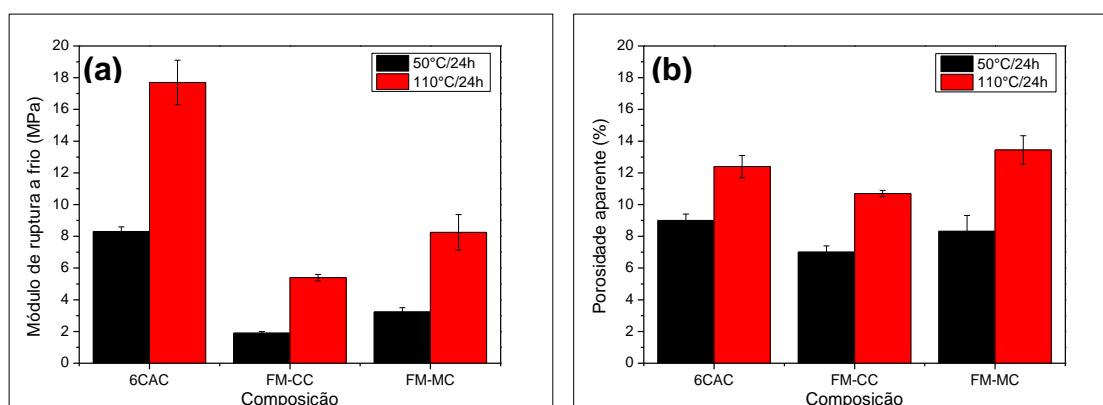 (a)
50°C/24h
110°C/24h
Módulo de ruptura a frio (MPa)
20
18
16
14
12
10
8
6
4
2
0
6CAC
FM-CC
FM-MC
Composição
(b)
50°C/24h
110°C/24h
Porosidade aparente (%)
20
18
16
14
12
10
8
6
4
2
0
6CAC
FM-CC
FM-MC
Composição